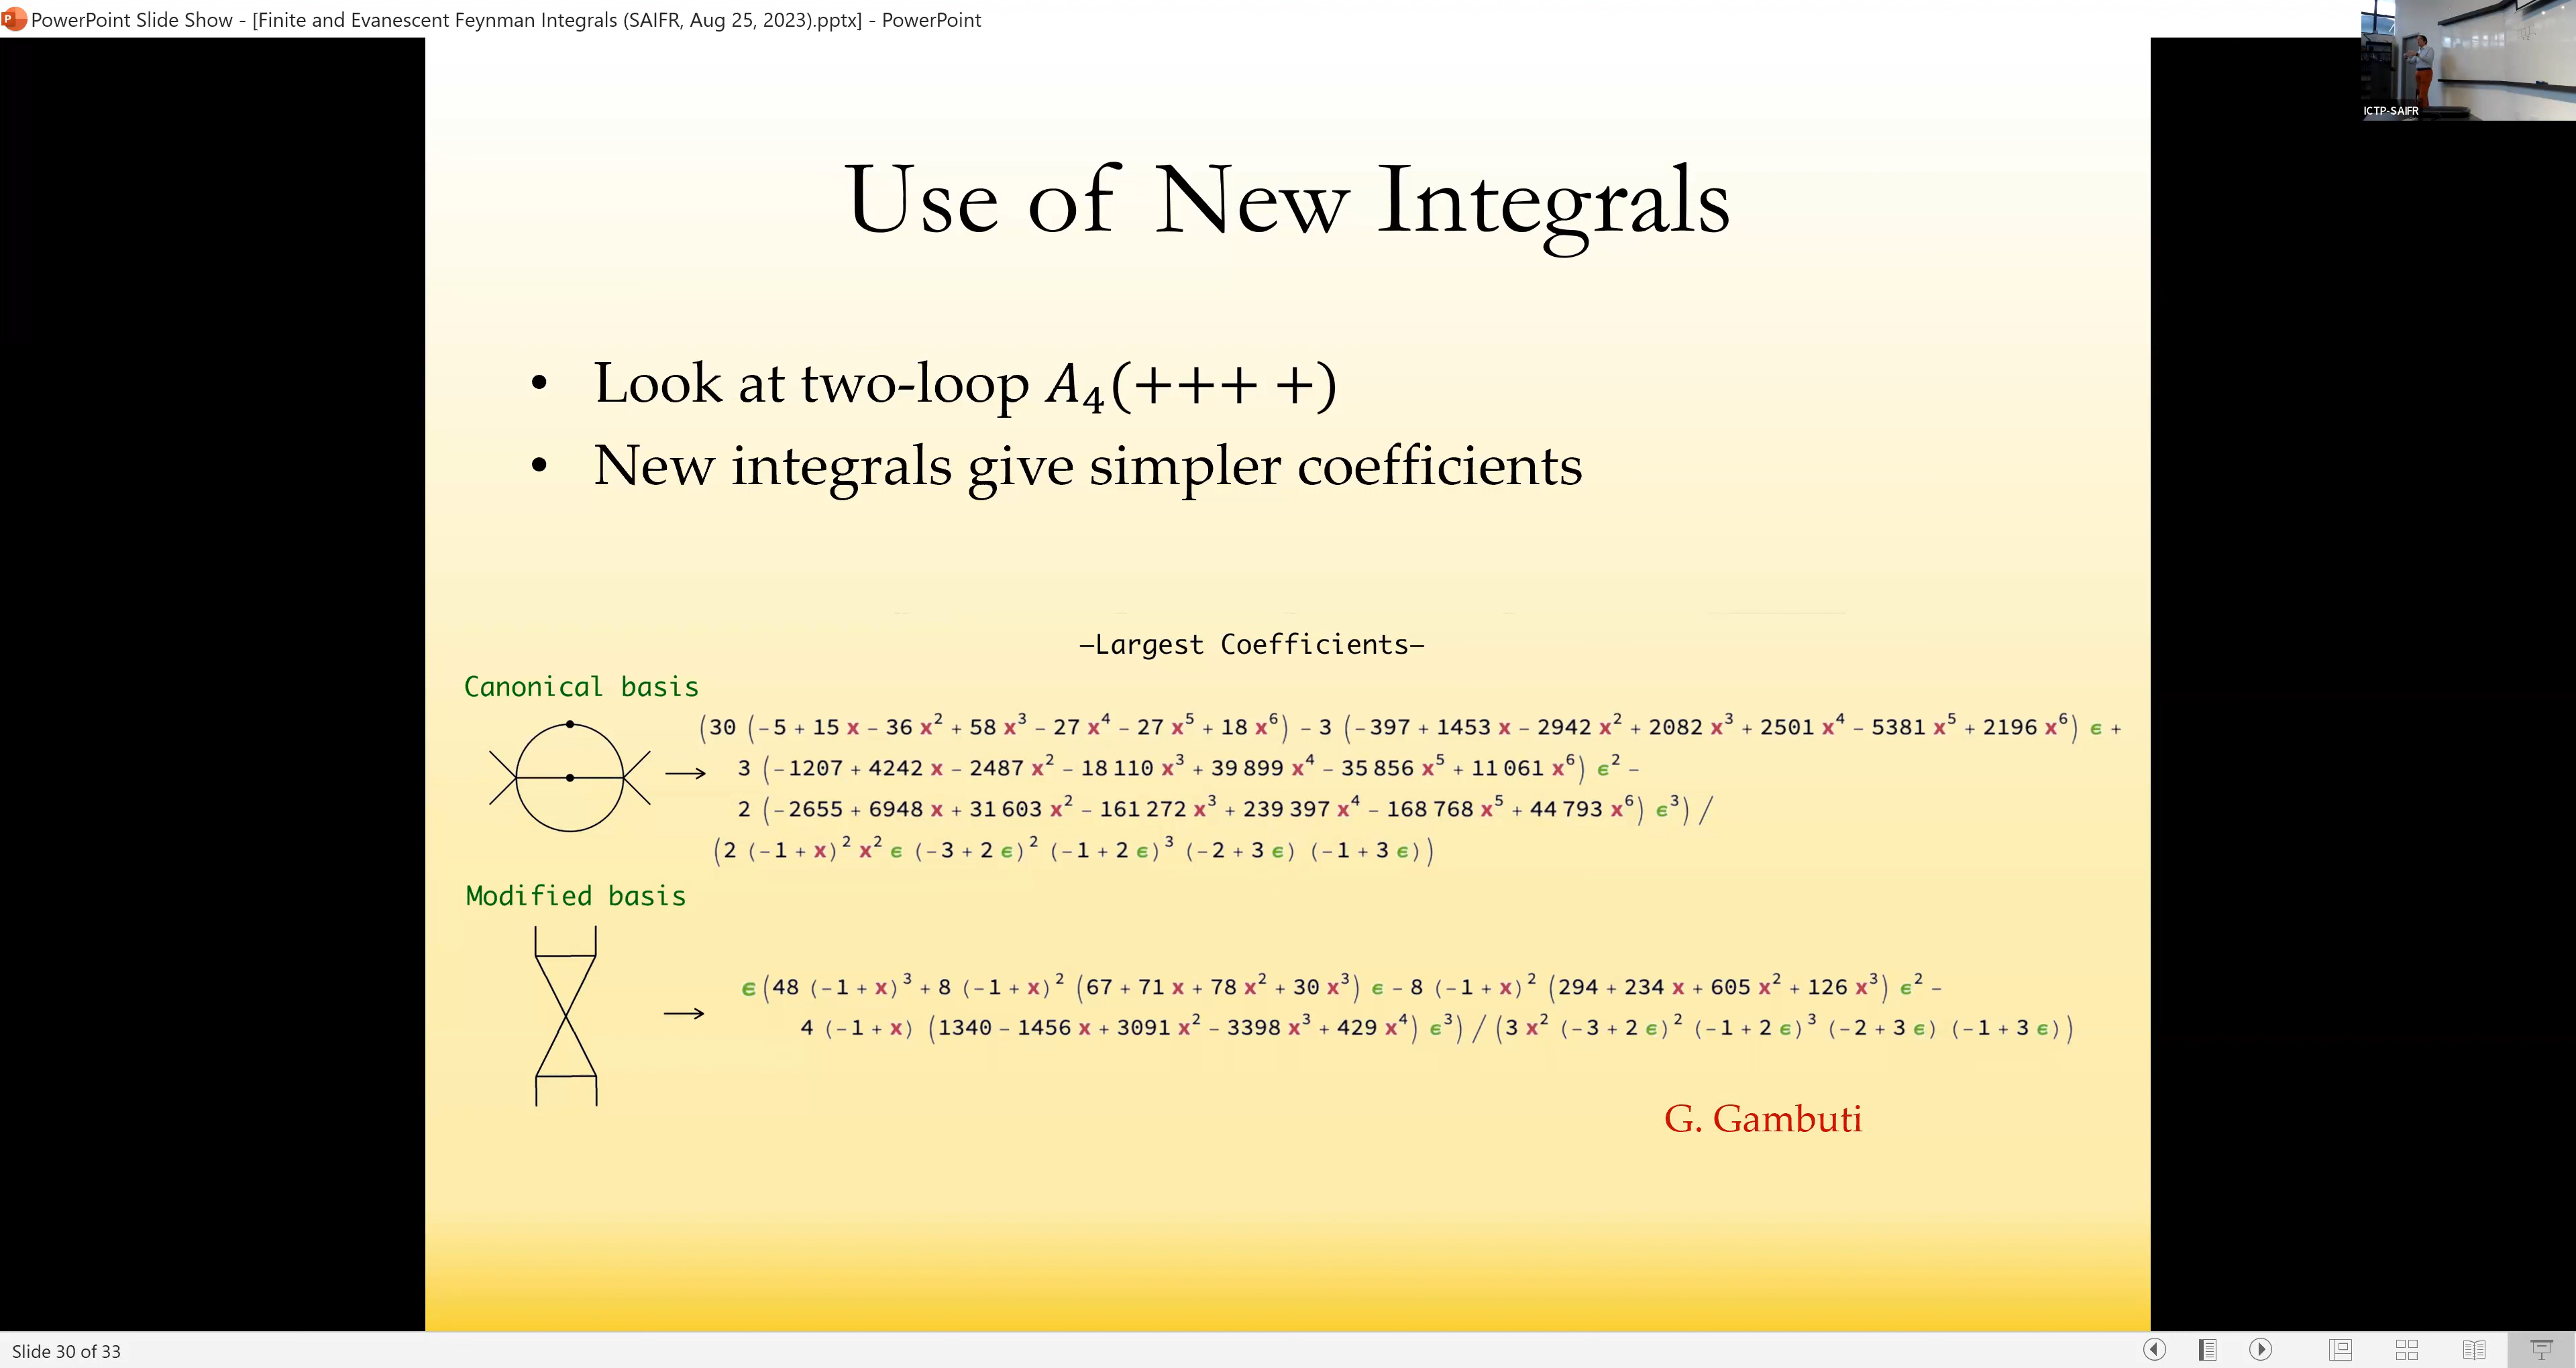 PowerPoint Slide Show - [Finite and Evanescent Feynman Integrals (SAIFR, Aug 25, 2023).pptx] - PowerPoint
ICTP-SAIFR
Use of New Integrals
• Look at two-loop A₄(+++ +)
• New integrals give simpler coefficients
—Largest Coefficients—
Canonical basis
(30 (-5 + 15 x - 36 x² + 58 x³ - 27 x⁴ - 27 x⁵ + 18 x⁶) - 3 (-397 + 1453 x - 2942 x² + 2082 x³ + 2501 x⁴ - 5381 x⁵ + 2196 x⁶) ϵ +
3 (-1207 + 4242 x - 2487 x² - 18 110 x³ + 39 899 x⁴ - 35 856 x⁵ + 11 061 x⁶) ϵ² -
2 (-2655 + 6948 x + 31 603 x² - 161 272 x³ + 239 397 x⁴ - 168 768 x⁵ + 44 793 x⁶) ϵ³) /
(2 (-1 + x)² x² ϵ (-3 + 2 ϵ)² (-1 + 2 ϵ)³ (-2 + 3 ϵ) (-1 + 3 ϵ))
Modified basis
ϵ (48 (-1 + x)³ + 8 (-1 + x)² (67 + 71 x + 78 x² + 30 x³) ϵ - 8 (-1 + x)² (294 + 234 x + 605 x² + 126 x³) ϵ² -
4 (-1 + x) (1340 - 1456 x + 3091 x² - 3398 x³ + 429 x⁴) ϵ³) / (3 x² (-3 + 2 ϵ)² (-1 + 2 ϵ)³ (-2 + 3 ϵ) (-1 + 3 ϵ))
G. Gambuti
Slide 30 of 33